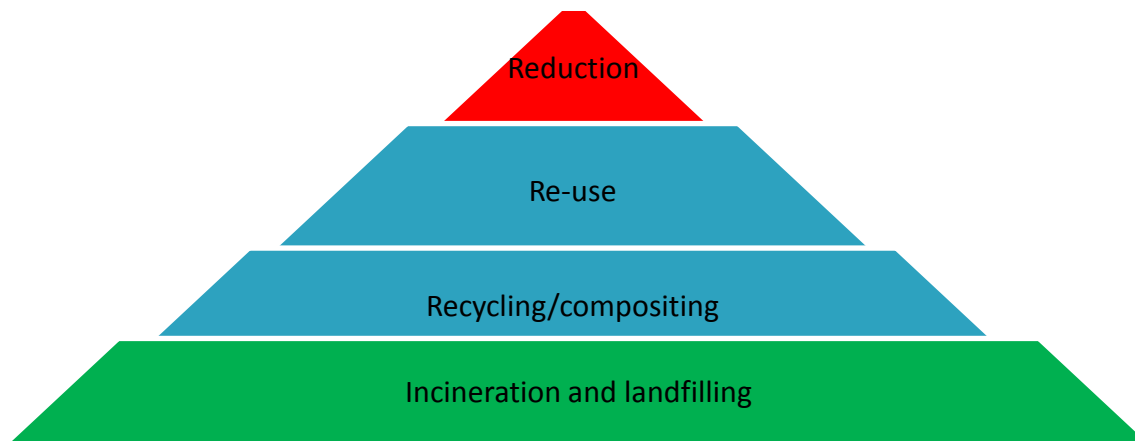 Reduction
Re-use
Recycling/compositing
Incineration and landfilling